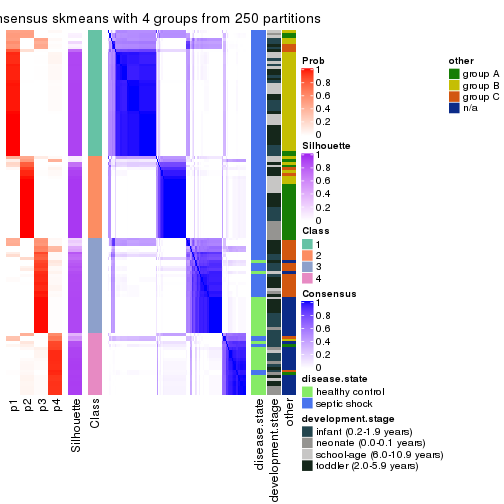 nsensus skmeans with 4 groups from 250 partitions
Prob
1
0.8
0.6
0.4
0.2
0
Silhouette
1
0.8
0.6
0.4
0.2
0
Class
1
2
3
4
Consensus
1
0.8
0.6
0.4
0.2
0
disease.state
healthy control
septic shock
development.stage
infant (0.2-1.9 years)
neonate (0.0-0.1 years)
school-age (6.0-10.9 years)
toddler (2.0-5.9 years)
other
group A
group B
group C
n/a
p1
p2
p3
p4
Silhouette
Class
disease.state
development.stage
other